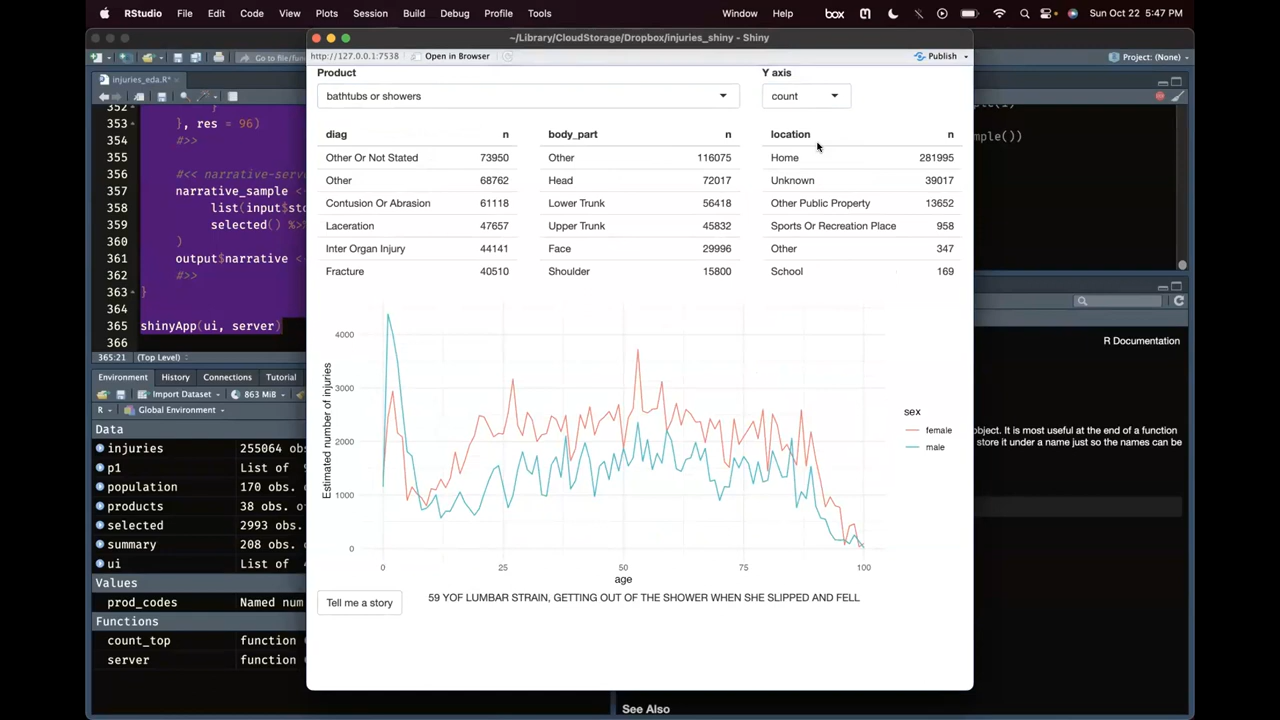 RStudio File Edit Code View Plots Session Build Debug Profile Tools Window Help box Sun Oct 22 5:47 PM
~/Library/CloudStorage/Dropbox/injuries_shiny - Shiny
http://127.0.0.1:7538 Open in Browser Publish
Go to file/fun
Project: (None)
injuries_eda.R*
352 }
353 }, res = 96)
354 #>>
355
356 #<< narrative-serve
357 narrative_sample <
358 list(input$sto
359 selected() %>%
360 )
361 output$narrative <
362 #>>
363 }
364
365 shinyApp(ui, server)
366
365:21 (Top Level)
Environment History Connections Tutorial
Import Dataset 863 MiB
R Global Environment
Data
injuries 255064 ob
p1 List of
population 170 obs.
products 38 obs. o
selected 2993 obs.
summary 208 obs.
ui List of
Values
prod_codes Named num
Functions
count_top function
server function
Product
bathtubs or showers
Y axis
count
diag n
Other Or Not Stated 73950
Other 68762
Contusion Or Abrasion 61118
Laceration 47657
Inter Organ Injury 44141
Fracture 40510
body_part n
Other 116075
Head 72017
Lower Trunk 56418
Upper Trunk 45832
Face 29996
Shoulder 15800
location n
Home 281995
Unknown 39017
Other Public Property 13652
Sports Or Recreation Place 958
Other 347
School 169
Estimated number of injuries
4000
3000
2000
1000
0
0 25 50 75 100
age
sex
female
male
Tell me a story
59 YOF LUMBAR STRAIN, GETTING OUT OF THE SHOWER WHEN SHE SLIPPED AND FELL
mple())
R Documentation
object. It is most useful at the end of a function
store it under a name just so the names can be
See Also